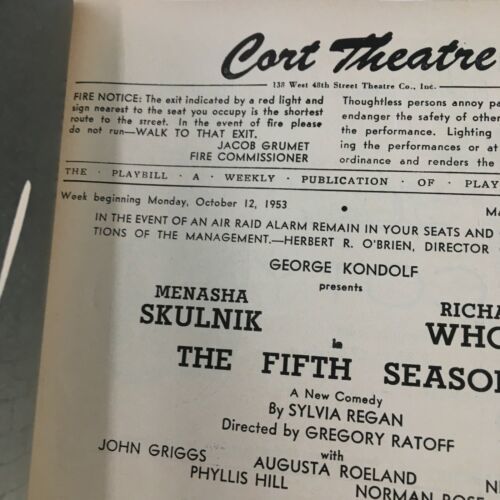 Cort Theatre
138 West 48th Street Theatre Co., Inc.
FIRE NOTICE: The exit indicated by a red light and
sign nearest to the seat you occupy is the shortest
route to the street. In the event of fire please
do not run—WALK TO THAT EXIT.
JACOB GRUMET
FIRE COMMISSIONER
Thoughtless persons annoy
endanger the safety of other
the performance. Lighting
ing the performances or at
ordinance and renders the
THE · PLAYBILL · A · WEEKLY · PUBLICATION · OF · PLAY
Week beginning Monday, October 12, 1953
IN THE EVENT OF AN AIR RAID ALARM REMAIN IN YOUR SEATS AND
TIONS OF THE MANAGEMENT.—HERBERT R. O'BRIEN, DIRECTOR
GEORGE KONDOLF
presents
MENASHA
SKULNIK
RICHA
WHO
in
THE FIFTH SEASO
A New Comedy
By SYLVIA REGAN
Directed by GREGORY RATOFF
with
JOHN GRIGGS AUGUSTA ROELAND
PHYLLIS HILL NORMAN ROSE